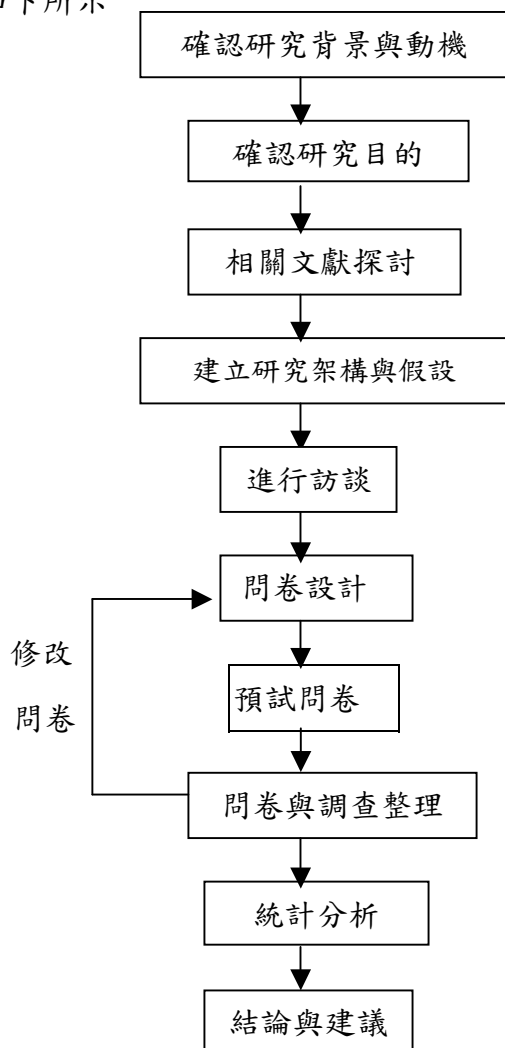 下所示
確認研究背景與動機
確認研究目的
相關文獻探討
建立研究架構與假設
進行訪談
問卷設計
修改
問卷
預試問卷
問卷與調查整理
統計分析
結論與建議